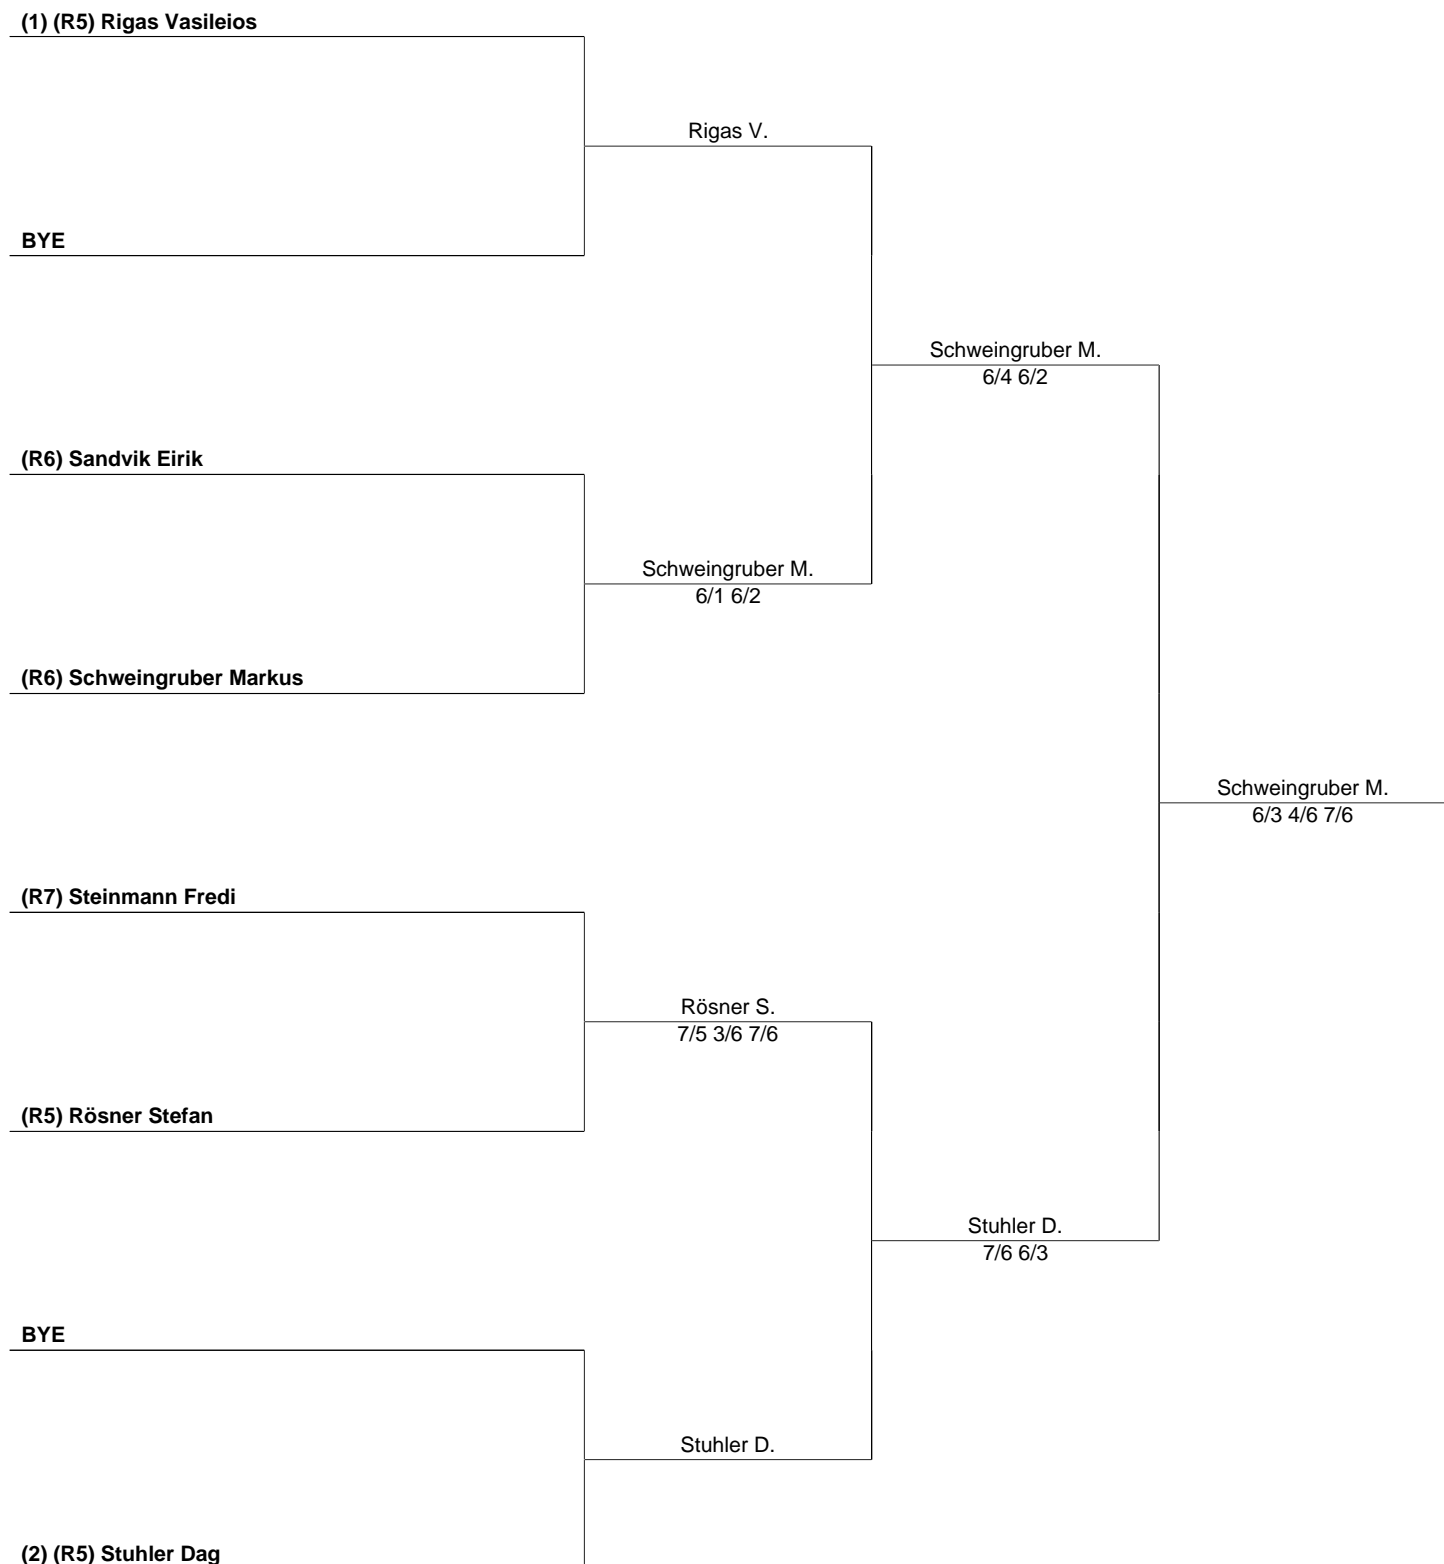 (1) (R5) Rigas Vasileios
Rigas V.
BYE
Schweingruber M.
6/4 6/2
(R6) Sandvik Eirik
Schweingruber M.
6/1 6/2
(R6) Schweingruber Markus
Schweingruber M.
6/3 4/6 7/6
(R7) Steinmann Fredi
Rösner S.
7/5 3/6 7/6
(R5) Rösner Stefan
Stuhler D.
7/6 6/3
BYE
Stuhler D.
(2) (R5) Stuhler Dag